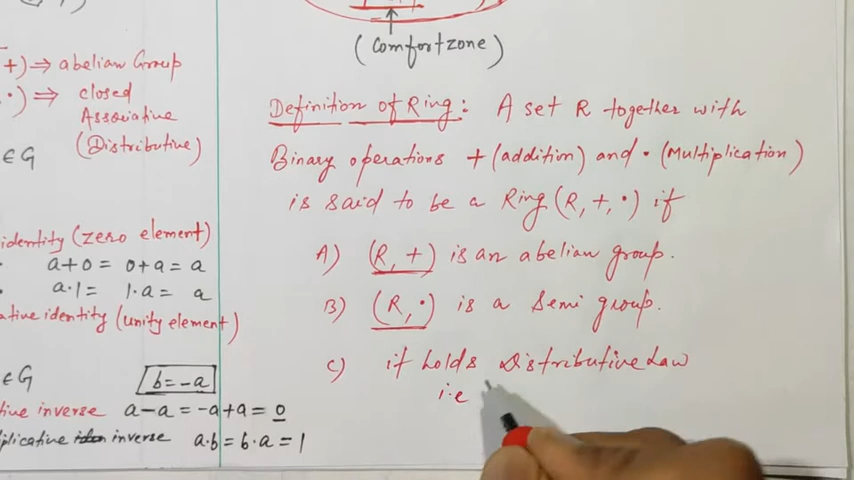 (Comfortzone)
+) ⇒ abelian Group
•) ⇒ closed
Associative
(Distributive)
∈ G
identity (zero element)
a+0 = 0+a = a
a.1 = 1.a = a
ative identity (unity element)
∈ G
b = -a
tive inverse a-a = -a+a = 0
plicative inverse a.b = b.a = 1
Definition of Ring: A set R together with
Binary operations + (addition) and • (Multiplication)
is said to be a Ring (R, +, •) if
A) (R, +) is an abelian group.
B) (R, •) is a Semi group.
C) it holds Distributive Law
i.e